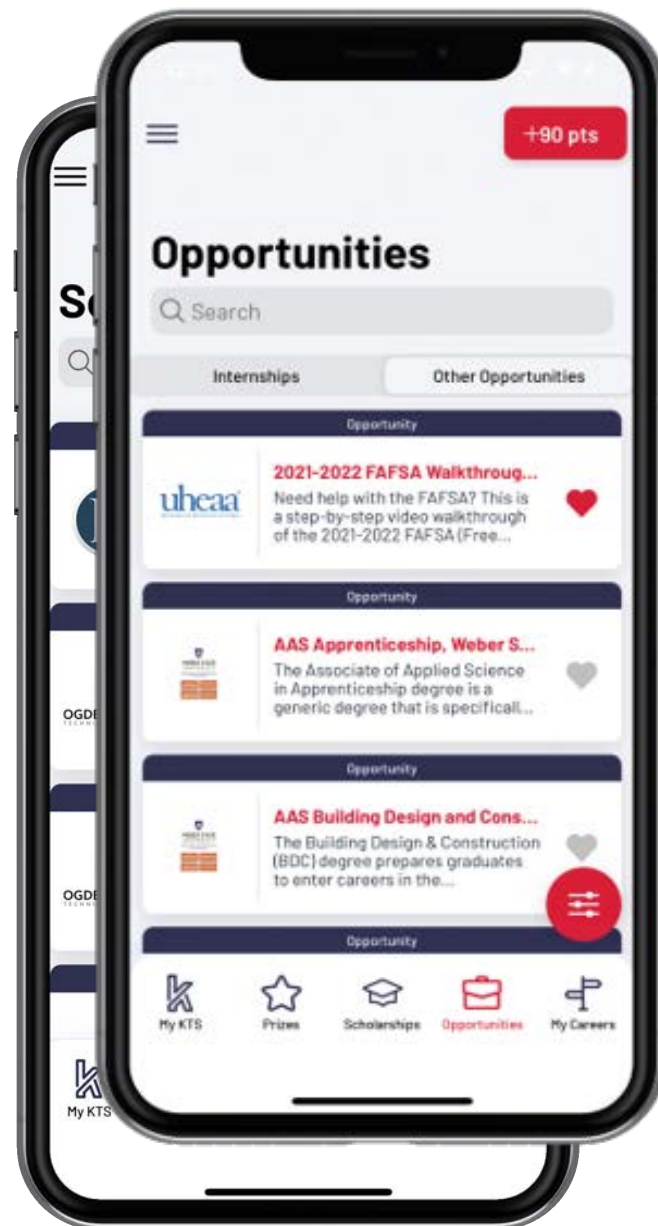 +90 pts
Opportunities
Search
Internships
Other Opportunities
Opportunity
uheaa
2021-2022 FAFSA Walkthroug...
Need help with the FAFSA? This is
a step-by-step video walkthrough
of the 2021-2022 FAFSA (Free...
Opportunity
AAS Apprenticeship, Weber S...
The Associate of Applied Science
in Apprenticeship degree is a
generic degree that is specificall...
Opportunity
AAS Building Design and Cons...
The Building Design & Construction
(BDC) degree prepares graduates
to enter careers in the...
Opportunity
My KTS
Prizes
Scholarships
Opportunities
My Careers
OGDE
OGDE
My KTS